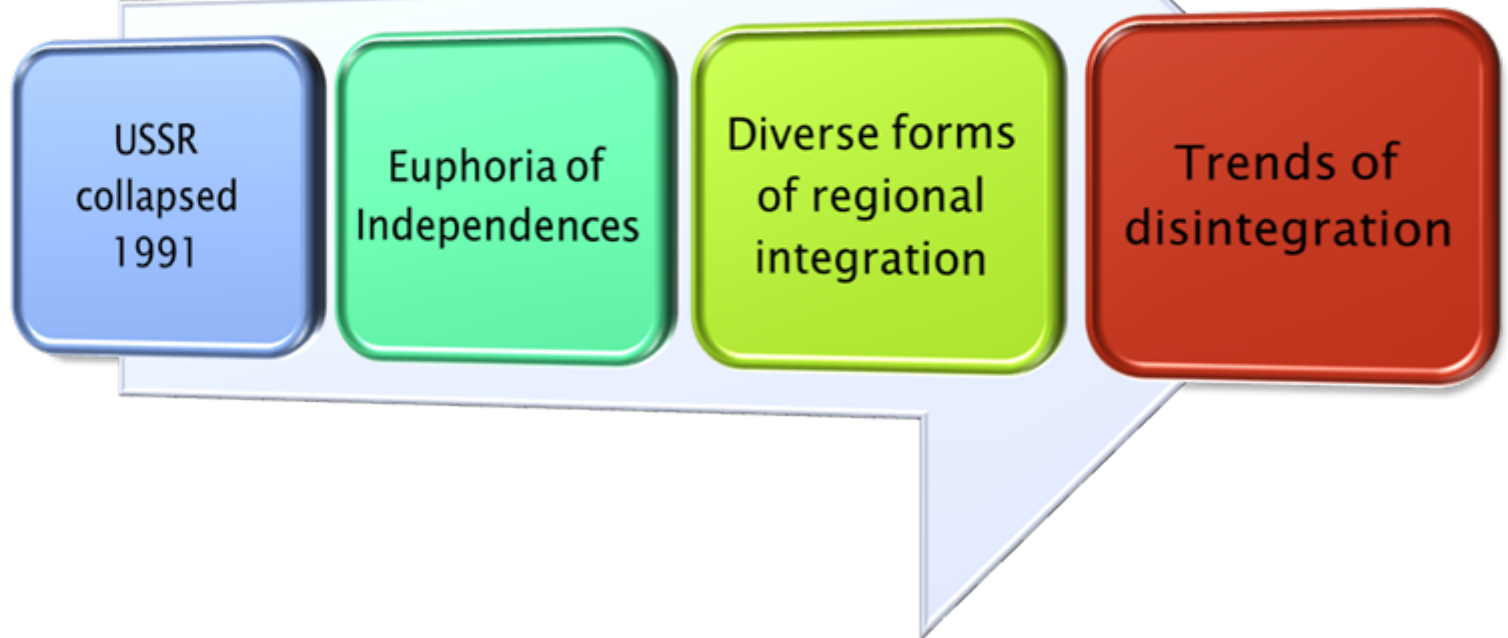 USSR
collapsed
1991
Euphoria of
Independences
Diverse forms
of regional
integration
Trends of
disintegration